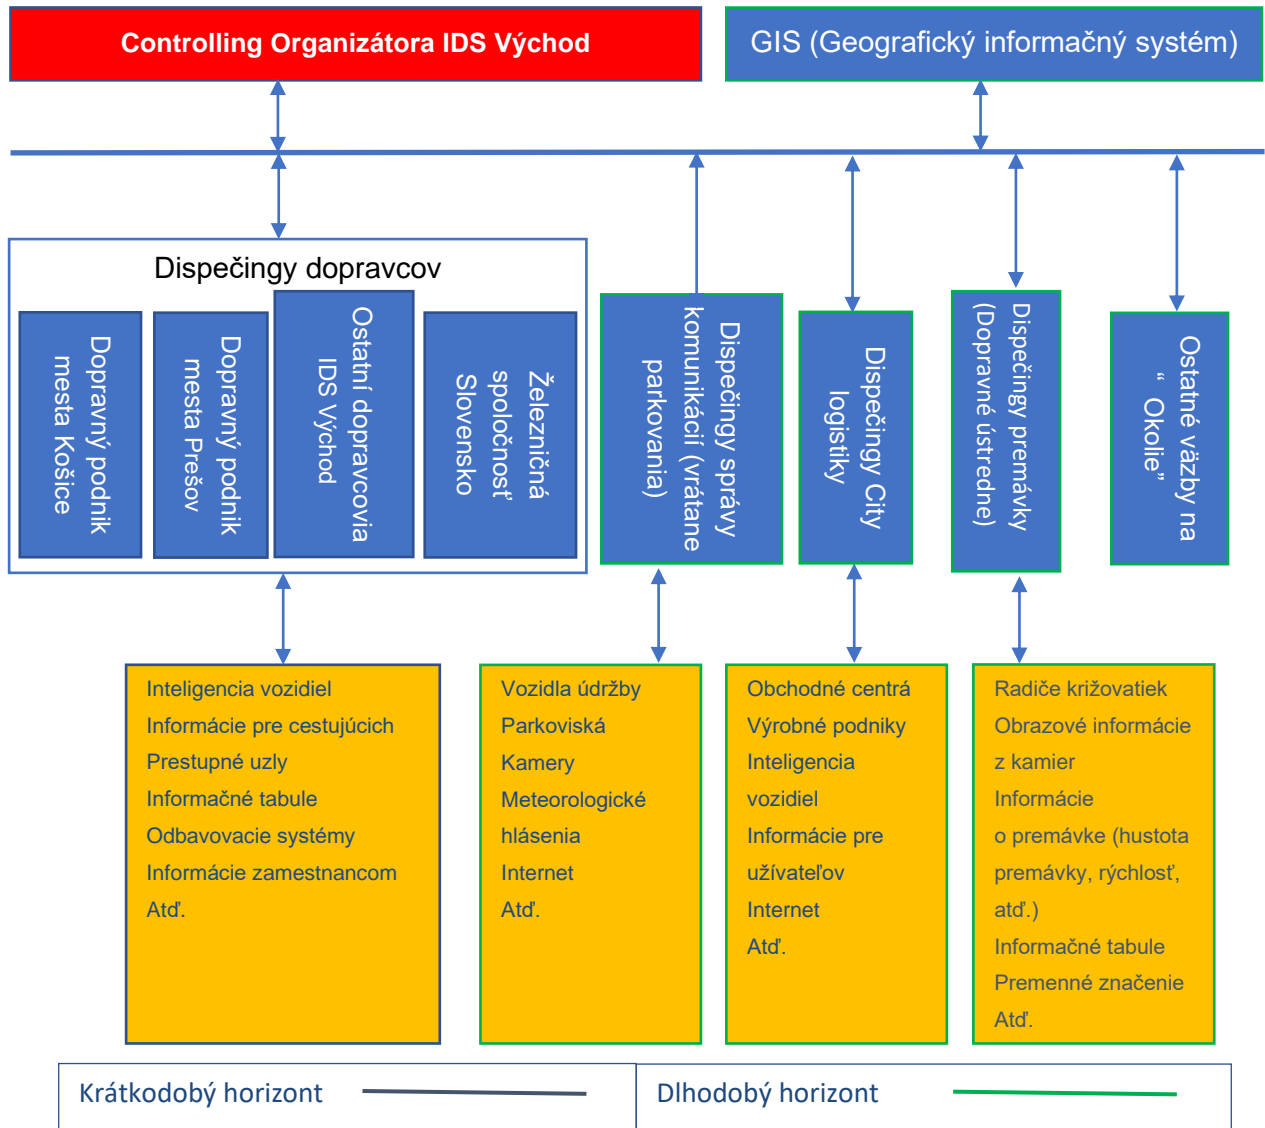 Controlling Organizátora IDS Východ
GIS (Geografický informačný systém)
Dispečingy dopravcov
Dopravný podnik
mesta Košice
Dopravný podnik
mesta Prešov
Ostatní dopravcovia
IDS Východ
Železničná
spoločnosť
Slovensko
Dispečingy správy
komunikácií (vrátane
parkovania)
Dispečingy City
logistiky
Dispečingy premávky
(Dopravné ústredne)
Ostatné väzby na
“ Okolie”
Inteligencia vozidiel
Informácie pre cestujúcich
Prestupné uzly
Informačné tabule
Odbavovacie systémy
Informácie zamestnancom
Atď.
Vozidla údržby
Parkoviská
Kamery
Meteorologické
hlásenia
Internet
Atď.
Obchodné centrá
Výrobné podniky
Inteligencia
vozidiel
Informácie pre
užívateľov
Internet
Atď.
Radiče križovatiek
Obrazové informácie
z kamier
Informácie
o premávke (hustota
premávky, rýchlosť,
atď.)
Informačné tabule
Premenné značenie
Atď.
Krátkodobý horizont
Dlhodobý horizont